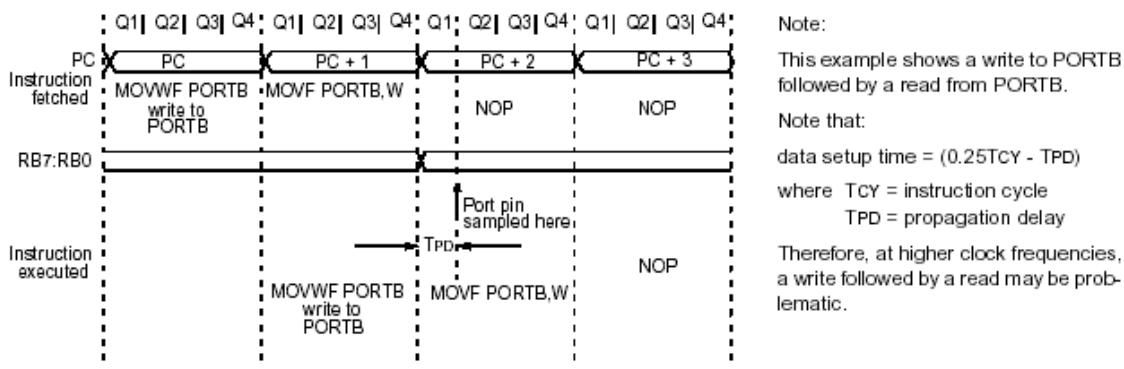 Q1| Q2| Q3| Q4 Q1| Q2| Q3| Q4 Q1| Q2| Q3| Q4 Q1| Q2| Q3| Q4
PC PC PC + 1 PC + 2 PC + 3
Instruction
fetched
MOVWF PORTB
write to
PORTB
MOVF PORTB,W
NOP
NOP
RB7:RB0
Port pin
sampled here
TPD
Instruction
executed
MOVWF PORTB
write to
PORTB
MOVF PORTB,W
NOP
Note:
This example shows a write to PORTB
followed by a read from PORTB.
Note that:
data setup time = (0.25TCY - TPD)
where TCY = instruction cycle
TPD = propagation delay
Therefore, at higher clock frequencies,
a write followed by a read may be prob-
lematic.